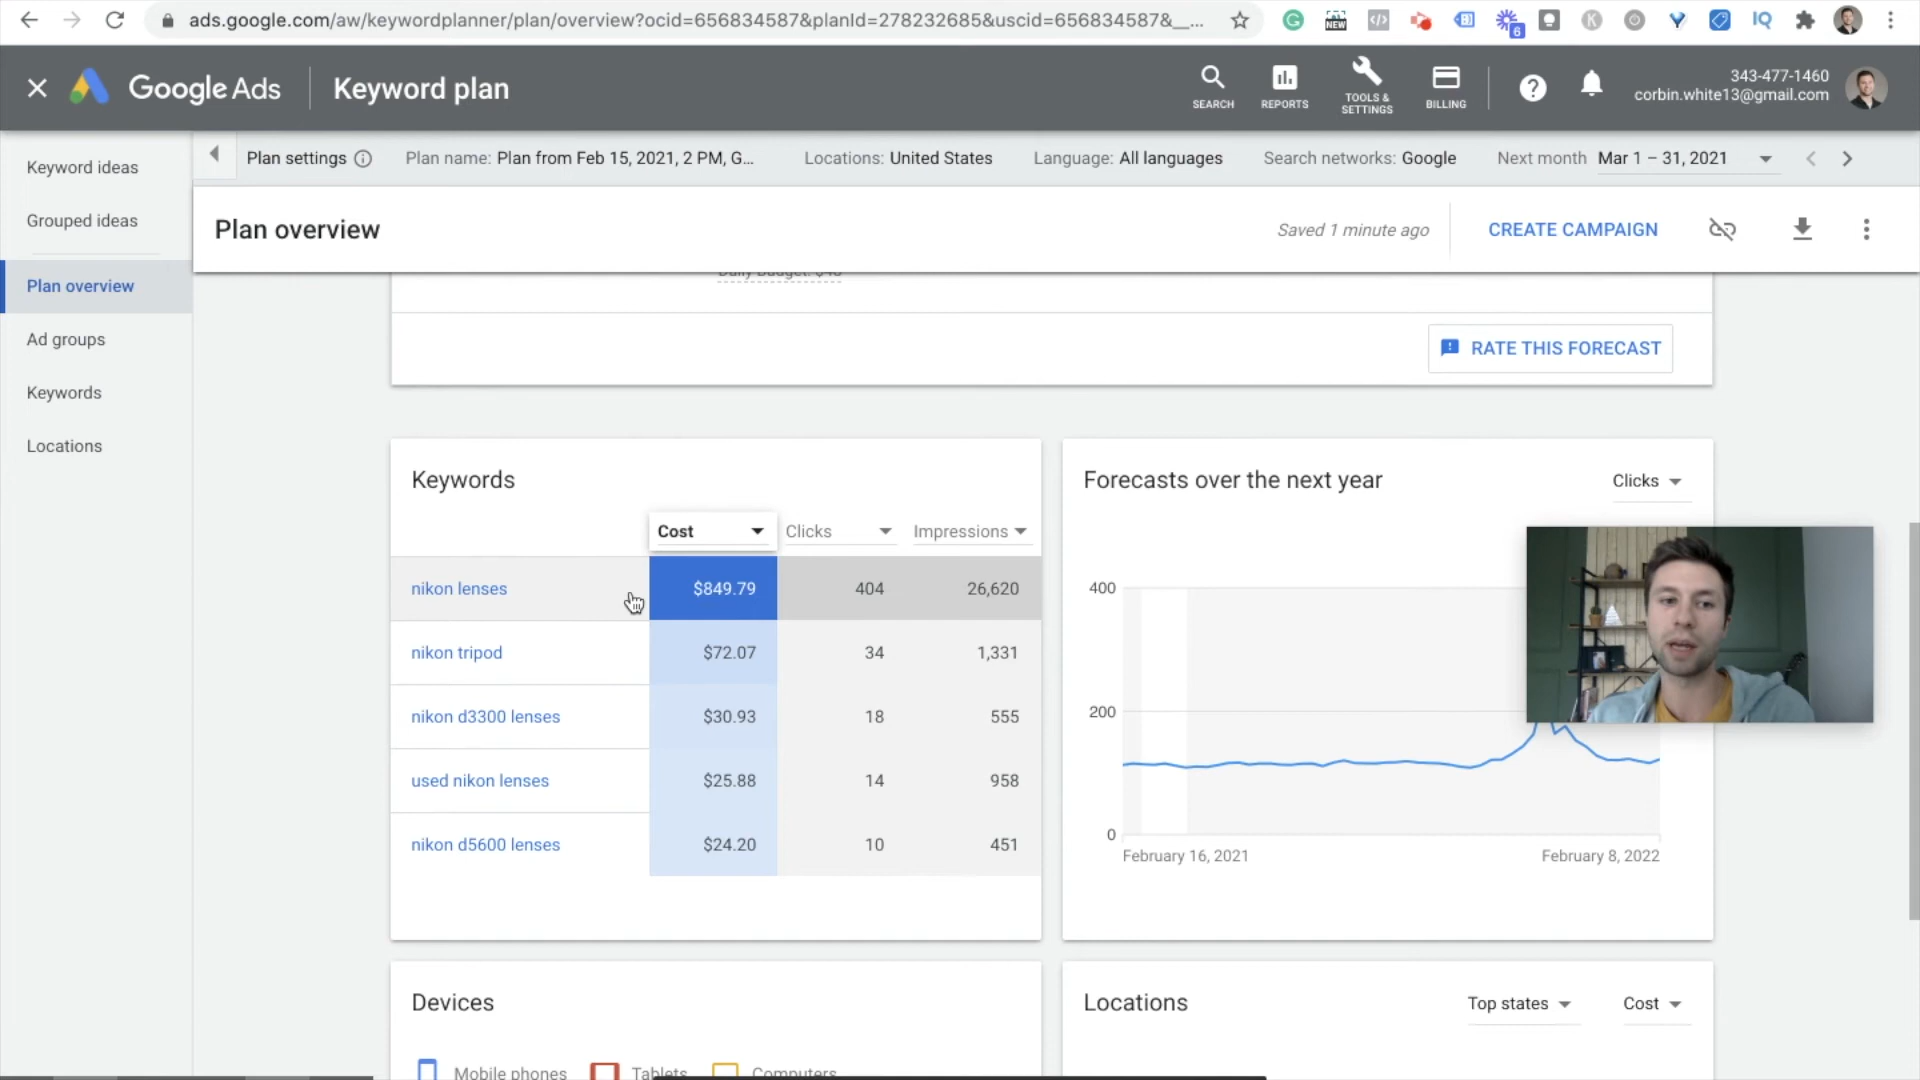 ads.google.com/aw/keywordplanner/plan/overview?ocid=656834587&planId=278232685&uscid=656834587&__...
NEW
6
IQ
Google Ads
Keyword plan
SEARCH
REPORTS
TOOLS &
SETTINGS
BILLING
343-477-1460
corbin.white13@gmail.com
Keyword ideas
Grouped ideas
Plan overview
Ad groups
Keywords
Locations
Plan settings
Plan name: Plan from Feb 15, 2021, 2 PM, G...
Locations: United States
Language: All languages
Search networks: Google
Next month Mar 1 – 31, 2021
Plan overview
Saved 1 minute ago
CREATE CAMPAIGN
Daily Budget: $48
RATE THIS FORECAST
Keywords
Cost Clicks Impressions
nikon lenses $849.79 404 26,620
nikon tripod $72.07 34 1,331
nikon d3300 lenses $30.93 18 555
used nikon lenses $25.88 14 958
nikon d5600 lenses $24.20 10 451
Forecasts over the next year
Clicks
400
200
0
February 16, 2021
February 8, 2022
Devices
Mobile phones Tablets Computers
Locations
Top states
Cost